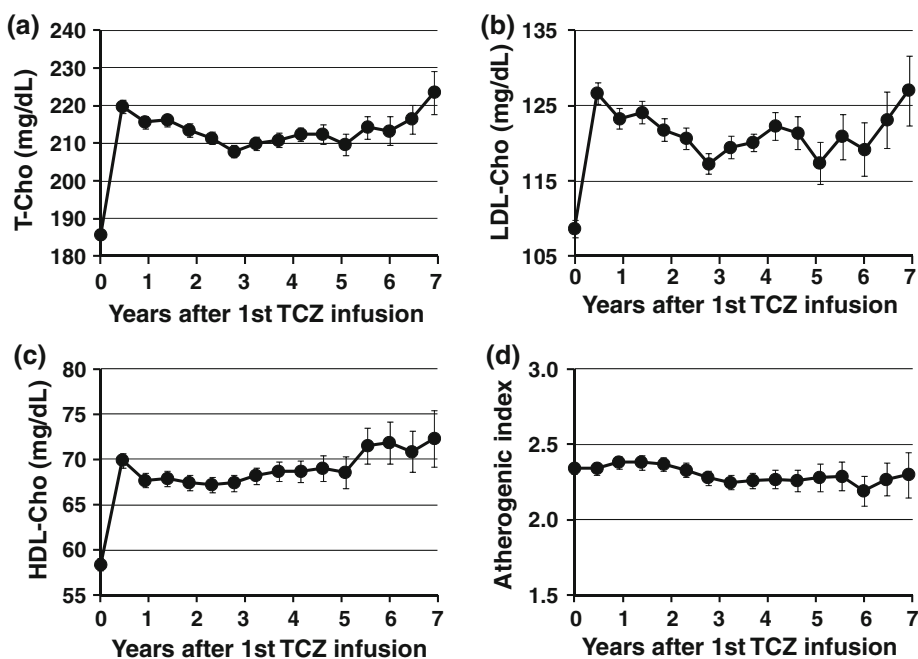 (a)
T-Cho (mg/dL)
240
230
220
210
200
190
180
0 1 2 3 4 5 6 7
Years after 1st TCZ infusion
(b)
LDL-Cho (mg/dL)
135
125
115
105
0 1 2 3 4 5 6 7
Years after 1st TCZ infusion
(c)
HDL-Cho (mg/dL)
80
75
70
65
60
55
0 1 2 3 4 5 6 7
Years after 1st TCZ infusion
(d)
Atherogenic index
3.0
2.5
2.0
1.5
0 1 2 3 4 5 6 7
Years after 1st TCZ infusion